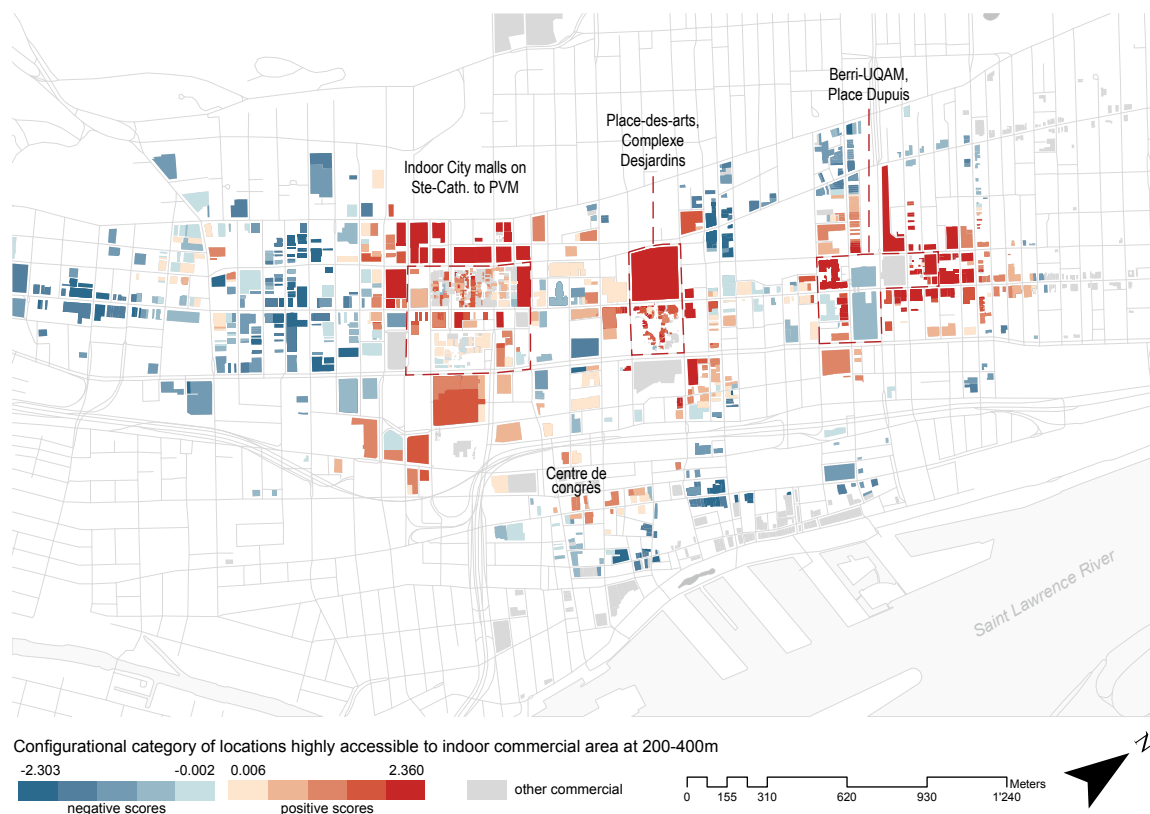 Berri-UQAM,
Place Dupuis
Place-des-arts,
Complexe
Desjardins
Indoor City malls on
Ste-Cath. to PVM
Centre de
congrès
Saint Lawrence River
Configurational category of locations highly accessible to indoor commercial area at 200-400m
-2.303 -0.002 0.006 2.360
negative scores positive scores
other commercial
Meters
0 155 310 620 930 1'240
N